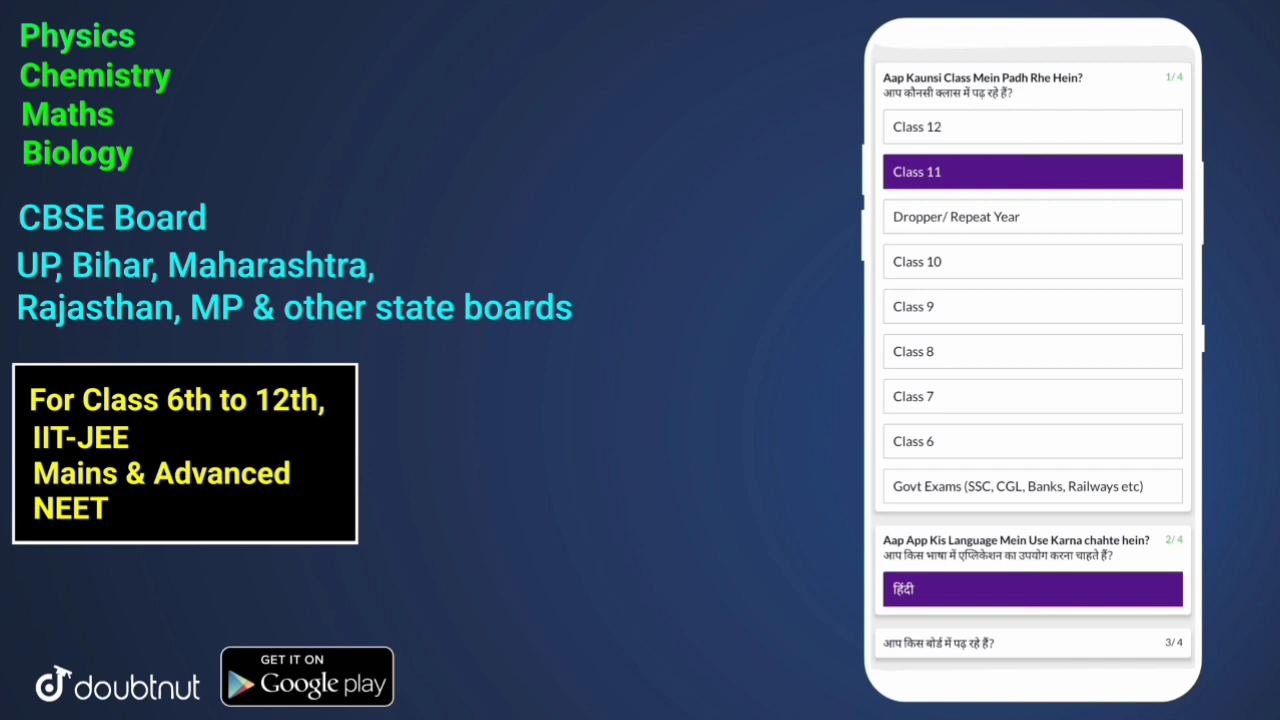 Physics
Chemistry
Maths
Biology
CBSE Board
UP, Bihar, Maharashtra,
Rajasthan, MP & other state boards
For Class 6th to 12th,
IIT-JEE
Mains & Advanced
NEET
doubtnut
GET IT ON
Google play
Aap Kaunsi Class Mein Padh Rhe Hein? 1/4
आप कौनसी क्लास में पढ़ रहे हैं?
Class 12
Class 11
Dropper/ Repeat Year
Class 10
Class 9
Class 8
Class 7
Class 6
Govt Exams (SSC, CGL, Banks, Railways etc)
Aap App Kis Language Mein Use Karna chahte hein? 2/4
आप किस भाषा में एप्लिकेशन का उपयोग करना चाहते हैं?
हिंदी
आप किस बोर्ड में पढ़ रहे हैं? 3/4